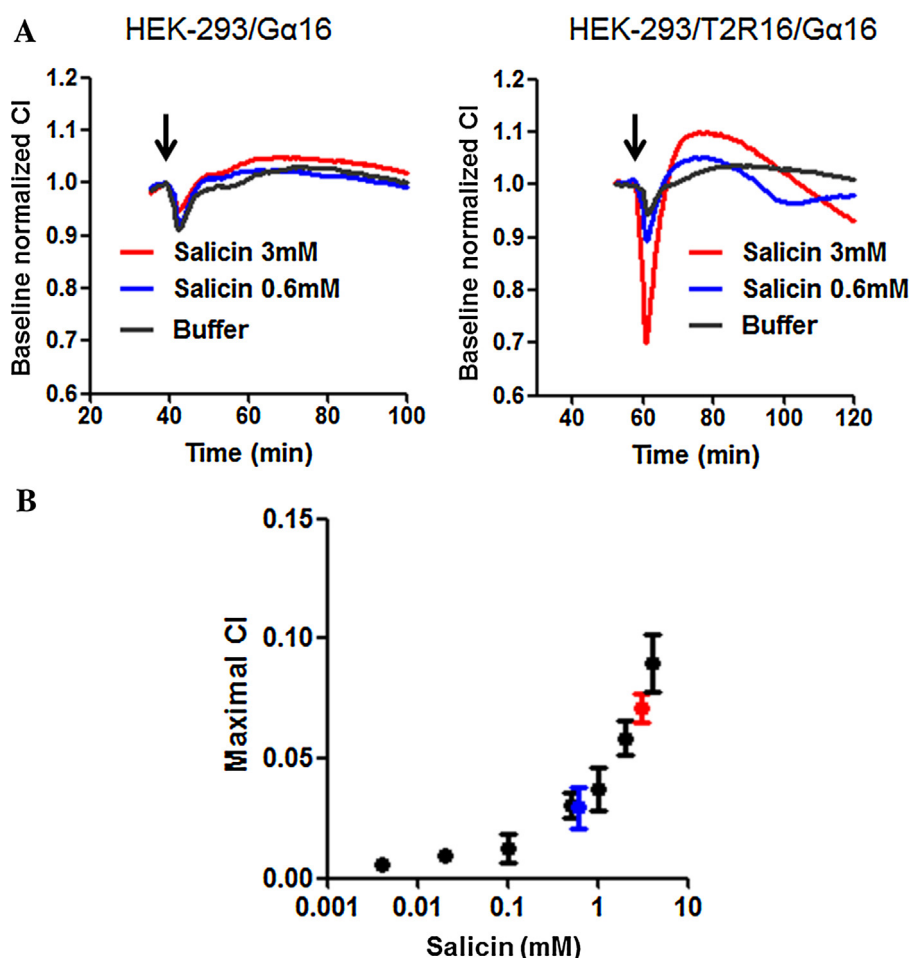 A
HEK-293/Gα16
HEK-293/T2R16/Gα16
Baseline normalized CI
1.2
1.1
1.0
0.9
0.8
0.7
0.6
Salicin 3mM
Salicin 0.6mM
Buffer
20 40 60 80 100
Time (min)
Baseline normalized CI
1.2
1.1
1.0
0.9
0.8
0.7
0.6
Salicin 3mM
Salicin 0.6mM
Buffer
40 60 80 100 120
Time (min)
B
Maximal CI
0.15
0.10
0.05
0.00
0.001 0.01 0.1 1 10
Salicin (mM)